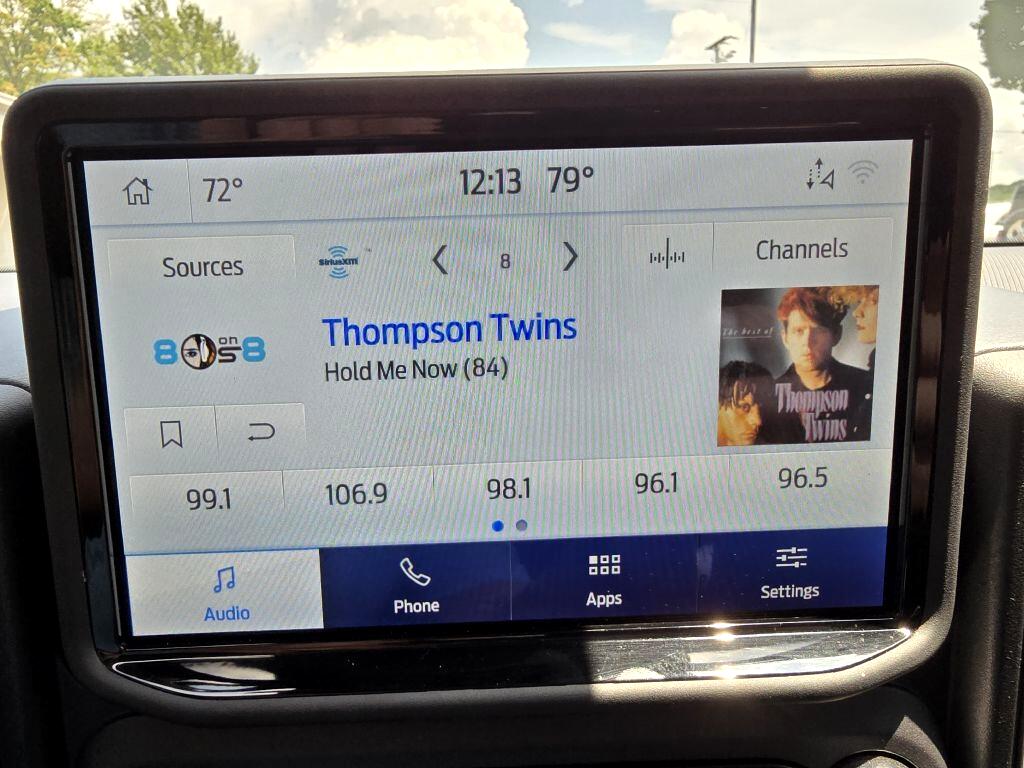 72°
12:13 79°
Sources
SiriusXM
8
Channels
80s on 8
Thompson Twins
Hold Me Now (84)
The best of
Thompson
Twins
99.1
106.9
98.1
96.1
96.5
Audio
Phone
Apps
Settings